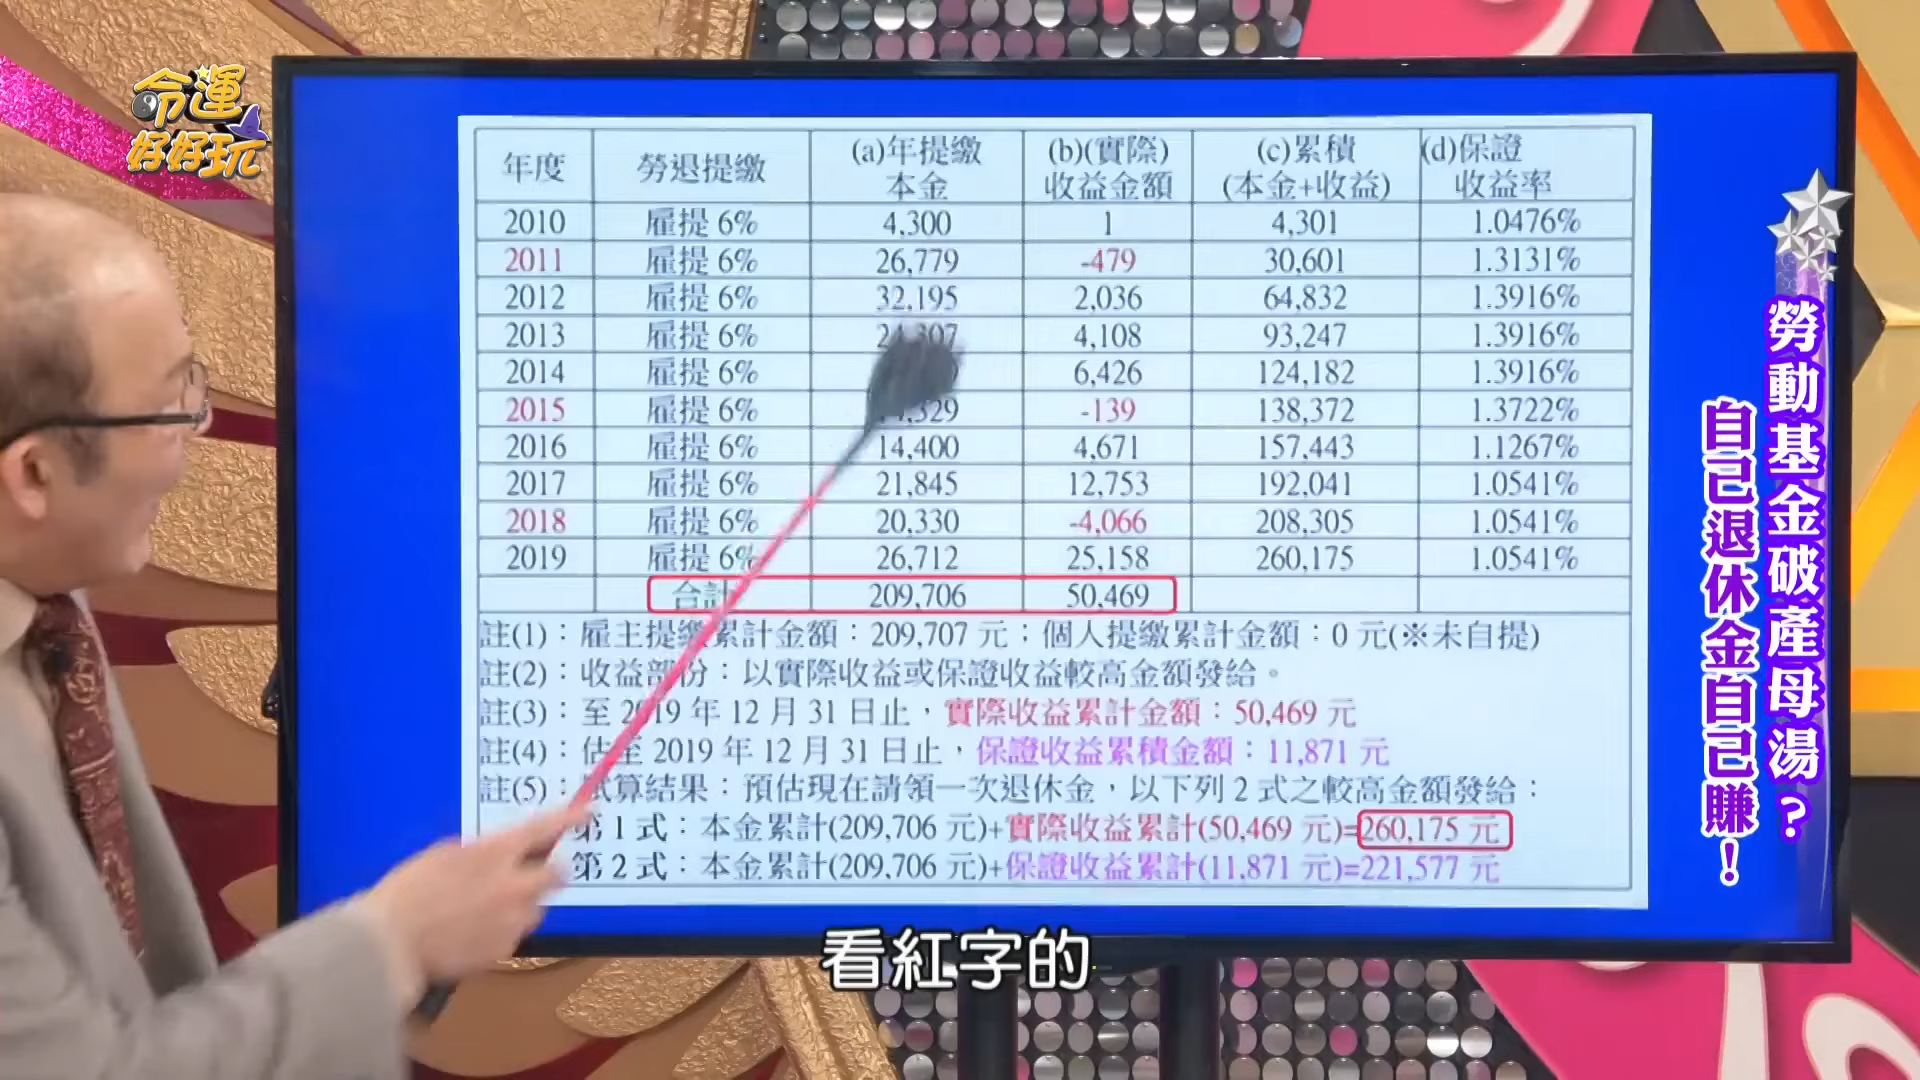 命運
好好玩
年度 勞退提繳 (a)年提繳本金 (b)(實際)收益金額 (c)累積(本金+收益) (d)保證收益率
2010 雇提 6% 4,300 1 4,301 1.0476%
2011 雇提 6% 26,779 -479 30,601 1.3131%
2012 雇提 6% 32,195 2,036 64,832 1.3916%
2013 雇提 6% 4,108 93,247 1.3916%
2014 雇提 6% 6,426 124,182 1.3916%
2015 雇提 6% -139 138,372 1.3722%
2016 雇提 6% 14,400 4,671 157,443 1.1267%
2017 雇提 6% 21,845 12,753 192,041 1.0541%
2018 雇提 6% 20,330 -4,066 208,305 1.0541%
2019 雇提 6% 26,712 25,158 260,175 1.0541%
合計 209,706 50,469
註(1)：雇主提繳累計金額：209,707 元；個人提繳累計金額：0 元(※未自提)
註(2)：收益部份：以實際收益或保證收益較高金額發給。
註(3)：至 2019 年 12 月 31 日止，實際收益累計金額：50,469 元
註(4)：估至 2019 年 12 月 31 日止，保證收益累積金額：11,871 元
註(5)：試算結果：預估現在請領一次退休金，以下列 2 式之較高金額發給：
第 1 式：本金累計(209,706 元)+實際收益累計(50,469 元)=260,175 元
第 2 式：本金累計(209,706 元)+保證收益累計(11,871 元)=221,577 元
勞動基金破產母湯?
自己退休金自己賺!
看紅字的